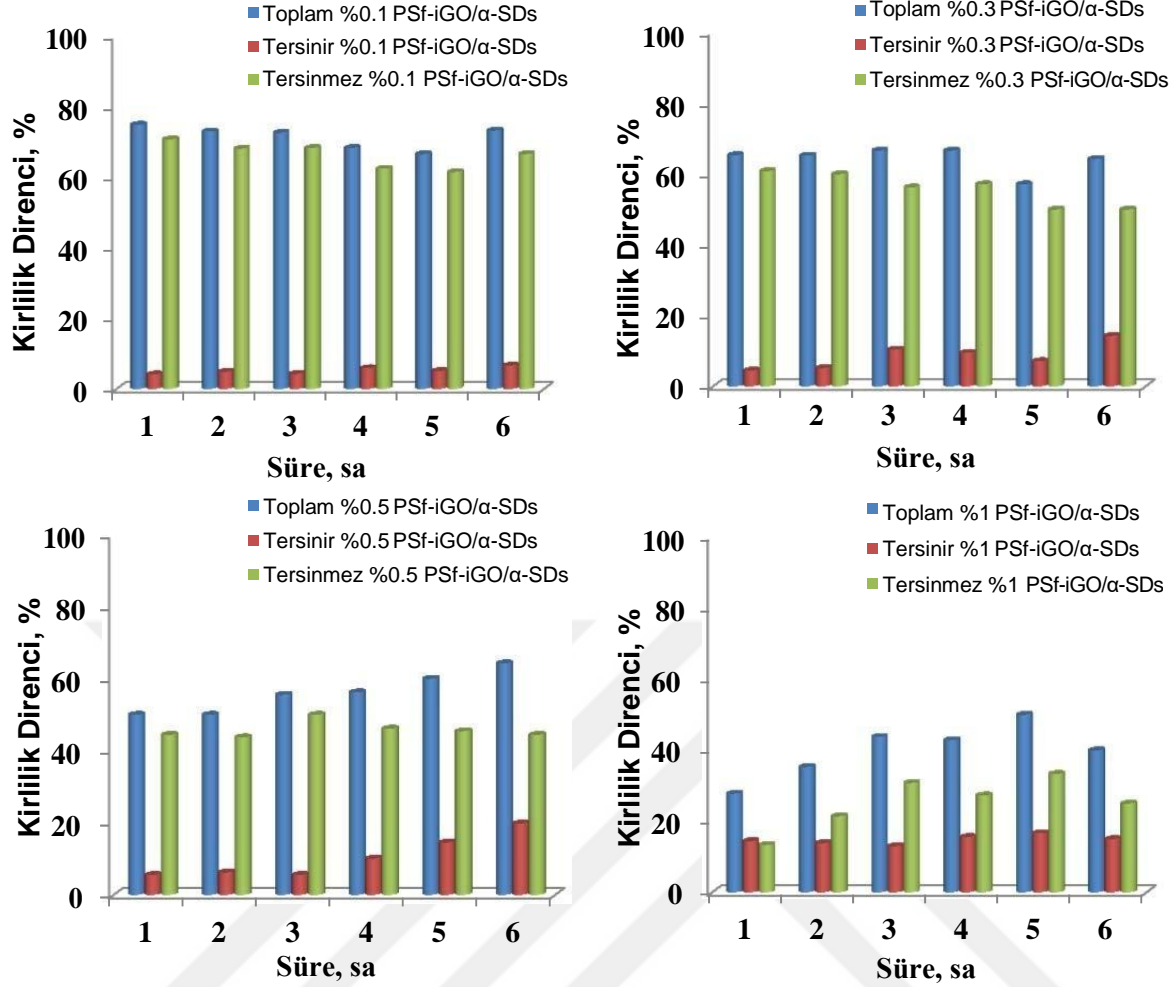 Toplam %0.1 PSf-iGO/α-SDs
Tersinir %0.1 PSf-iGO/α-SDs
Tersinmez %0.1 PSf-iGO/α-SDs
Kirlilik Direnci, %
100
80
60
40
20
0
1 2 3 4 5 6
Süre, sa
Toplam %0.3 PSf-iGO/α-SDs
Tersinir %0.3 PSf-iGO/α-SDs
Tersinmez %0.3 PSf-iGO/α-SDs
Kirlilik Direnci, %
100
80
60
40
20
0
1 2 3 4 5 6
Süre, sa
Toplam %0.5 PSf-iGO/α-SDs
Tersinir %0.5 PSf-iGO/α-SDs
Tersinmez %0.5 PSf-iGO/α-SDs
Kirlilik Direnci, %
100
80
60
40
20
0
1 2 3 4 5 6
Süre, sa
Toplam %1 PSf-iGO/α-SDs
Tersinir %1 PSf-iGO/α-SDs
Tersinmez %1 PSf-iGO/α-SDs
Kirlilik Direnci, %
100
80
60
40
20
0
1 2 3 4 5 6
Süre, sa